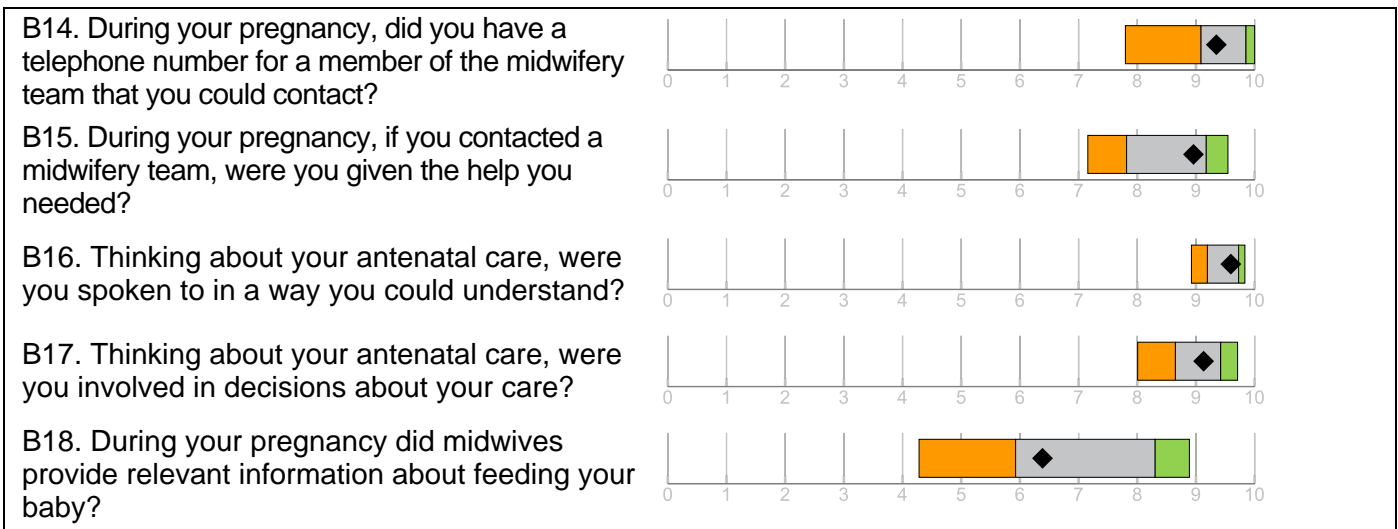 B14. During your pregnancy, did you have a
telephone number for a member of the midwifery
team that you could contact?
0 1 2 3 4 5 6 7 8 9 10
B15. During your pregnancy, if you contacted a
midwifery team, were you given the help you
needed?
0 1 2 3 4 5 6 7 8 9 10
B16. Thinking about your antenatal care, were
you spoken to in a way you could understand?
0 1 2 3 4 5 6 7 8 9 10
B17. Thinking about your antenatal care, were
you involved in decisions about your care?
0 1 2 3 4 5 6 7 8 9 10
B18. During your pregnancy did midwives
provide relevant information about feeding your
baby?
0 1 2 3 4 5 6 7 8 9 10